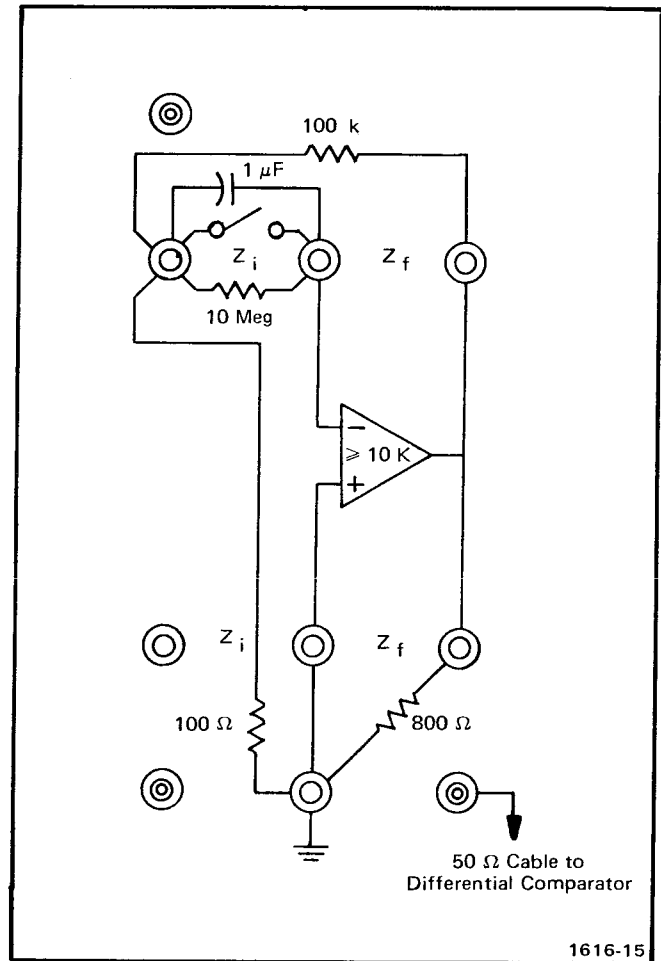 100 k
1 μF
Z i
Z f
10 Meg
−
≥ 10 K
+
Z i
Z f
100 Ω
800 Ω
50 Ω Cable to
Differential Comparator
1616-15